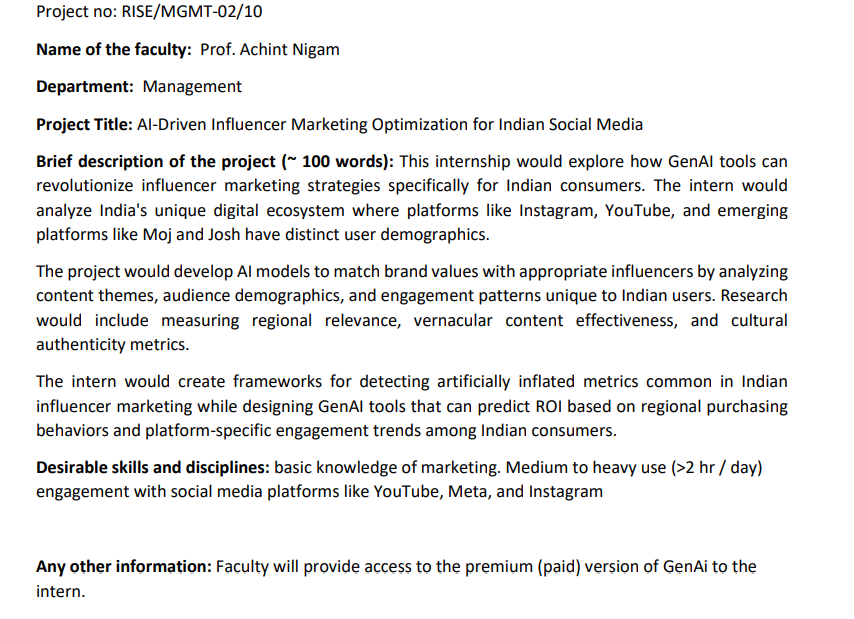 Project no: RISE/MGMT-02/10
Name of the faculty: Prof. Achint Nigam
Department: Management
Project Title: AI-Driven Influencer Marketing Optimization for Indian Social Media
Brief description of the project (~ 100 words): This internship would explore how GenAI tools can
revolutionize influencer marketing strategies specifically for Indian consumers. The intern would
analyze India's unique digital ecosystem where platforms like Instagram, YouTube, and emerging
platforms like Moj and Josh have distinct user demographics.
The project would develop AI models to match brand values with appropriate influencers by analyzing
content themes, audience demographics, and engagement patterns unique to Indian users. Research
would include measuring regional relevance, vernacular content effectiveness, and cultural
authenticity metrics.
The intern would create frameworks for detecting artificially inflated metrics common in Indian
influencer marketing while designing GenAI tools that can predict ROI based on regional purchasing
behaviors and platform-specific engagement trends among Indian consumers.
Desirable skills and disciplines: basic knowledge of marketing. Medium to heavy use (>2 hr / day)
engagement with social media platforms like YouTube, Meta, and Instagram
Any other information: Faculty will provide access to the premium (paid) version of GenAi to the
intern.